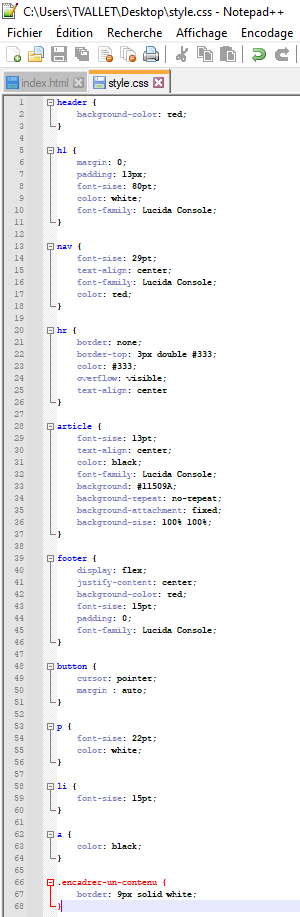 C:\Users\TVALLET\Desktop\style.css - Notepad++
Fichier Édition Recherche Affichage Encodage
index.html style.css
1 header {
2 background-color: red;
3 }
4
5 h1 {
6 margin: 0;
7 padding: 13px;
8 font-size: 80pt;
9 color: white;
10 font-family: Lucida Console;
11 }
12
13 nav {
14 font-size: 29pt;
15 text-align: center;
16 font-family: Lucida Console;
17 color: red;
18 }
19
20 hr {
21 border: none;
22 border-top: 3px double #333;
23 color: #333;
24 overflow: visible;
25 text-align: center
26 }
27
28 article {
29 font-size: 13pt;
30 text-align: center;
31 color: black;
32 font-family: Lucida Console;
33 background: #11509A;
34 background-repeat: no-repeat;
35 background-attachment: fixed;
36 background-size: 100% 100%;
37 }
38
39 footer {
40 display: flex;
41 justify-content: center;
42 background-color: red;
43 font-size: 15pt;
44 padding: 0;
45 font-family: Lucida Console;
46 }
47
48 button {
49 cursor: pointer;
50 margin : auto;
51 }
52
53 p {
54 font-size: 22pt;
55 color: white;
56 }
57
58 li {
59 font-size: 15pt;
60 }
61
62 a {
63 color: black;
64 }
65
66 .encadrer-un-contenu {
67 border: 9px solid white;
68 }